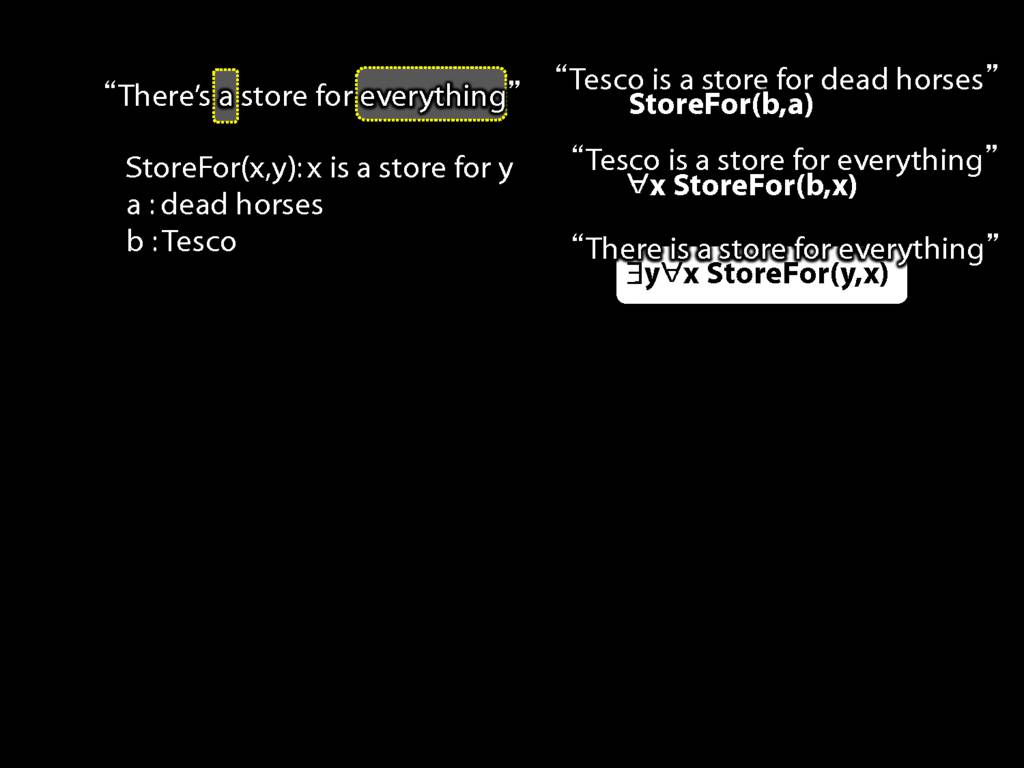 “There’s a store for everything”
StoreFor(x,y): x is a store for y
a : dead horses
b : Tesco
“Tesco is a store for dead horses”
StoreFor(b,a)
“Tesco is a store for everything”
∀x StoreFor(b,x)
“There is a store for everything”
∃y∀x StoreFor(y,x)